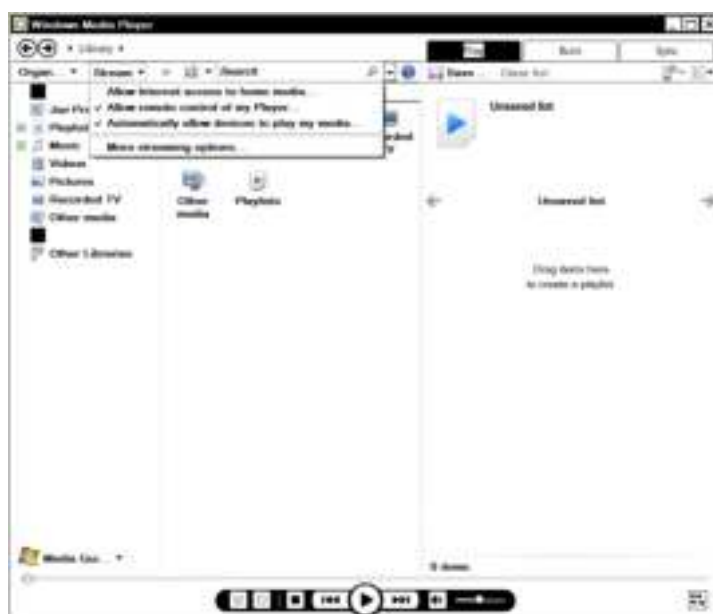 Windows Media Player
Library
Play Burn Sync
Organ... Stream Search
Save Clear list
Allow Internet access to home media...
Allow remote control of my Player...
Automatically allow devices to play my media...
More streaming options...
Unsaved list
Playlist
Music
Videos
Pictures
Recorded TV
Other media
Other Libraries
Other media
Playlists
Unsaved list
Drag items here
to create a playlist
0 items